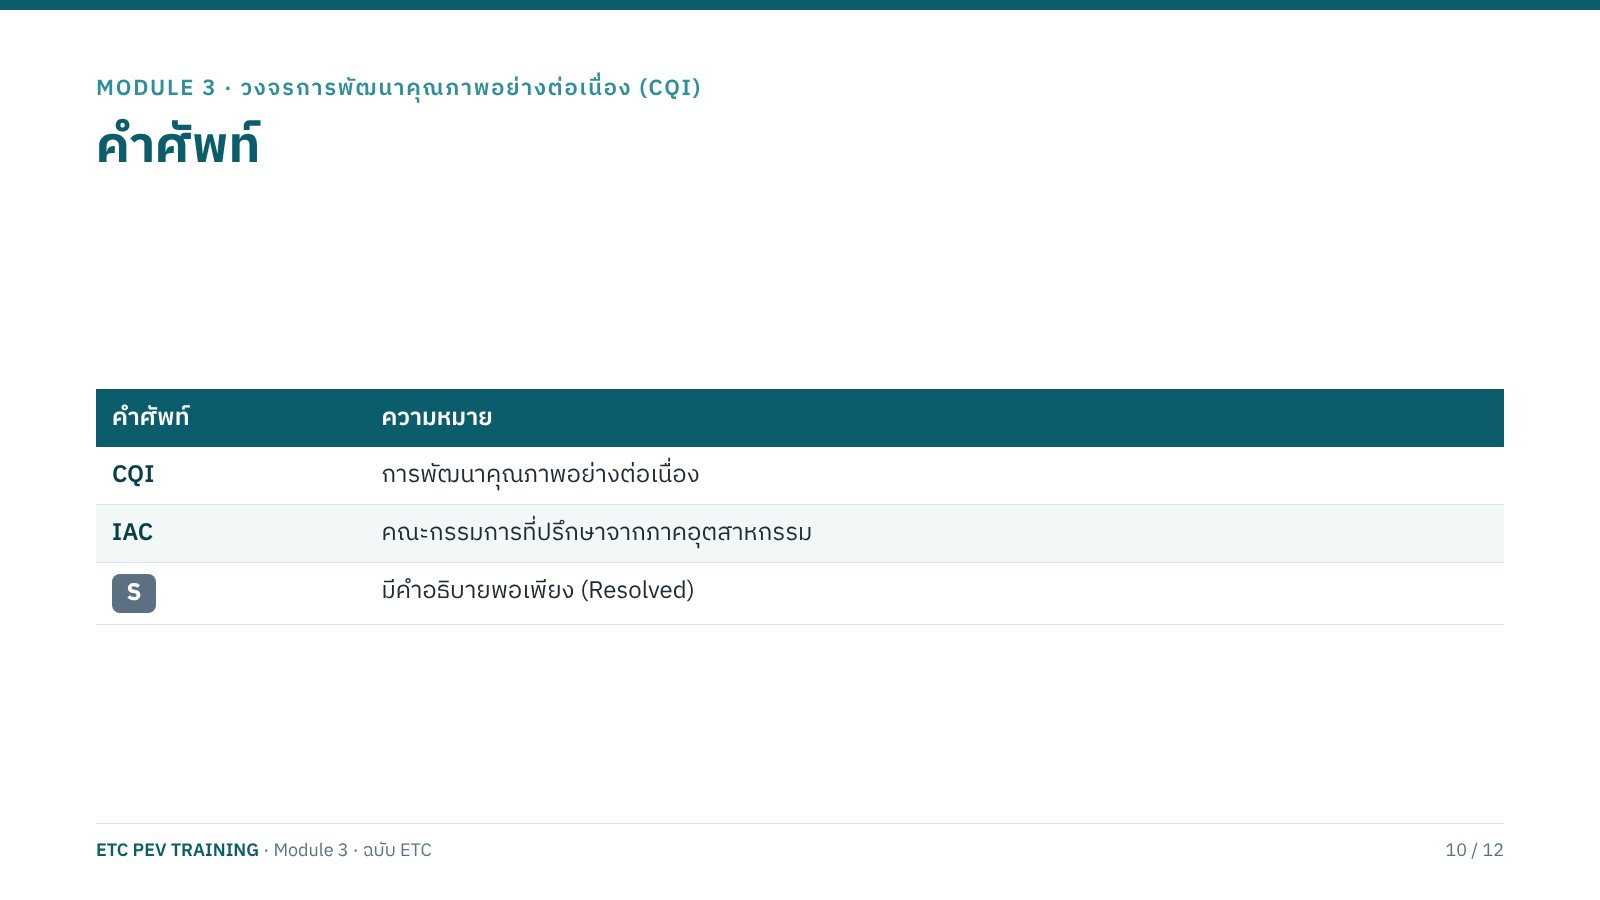 MODULE 3 · วงจรการพัฒนาคุณภาพอย่างต่อเนื่อง (CQI)
คำศัพท์
คำศัพท์ ความหมาย
CQI การพัฒนาคุณภาพอย่างต่อเนื่อง
IAC คณะกรรมการที่ปรึกษาจากภาคอุตสาหกรรม
S มีคำอธิบายพอเพียง (Resolved)
ETC PEV TRAINING · Module 3 · ฉบับ ETC 10 / 12